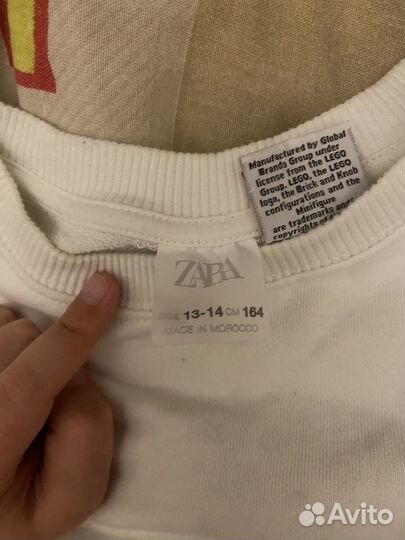 Manufactured by Global
Brands Group under
license from the LEGO
Group. LEGO, the LEGO
logo, the Brick and Knob
configurations and the
Minifigure
are trademarks and
copyrights of
ZARA
SIZE 13-14 CM 164
MADE IN MOROCCO
Avito